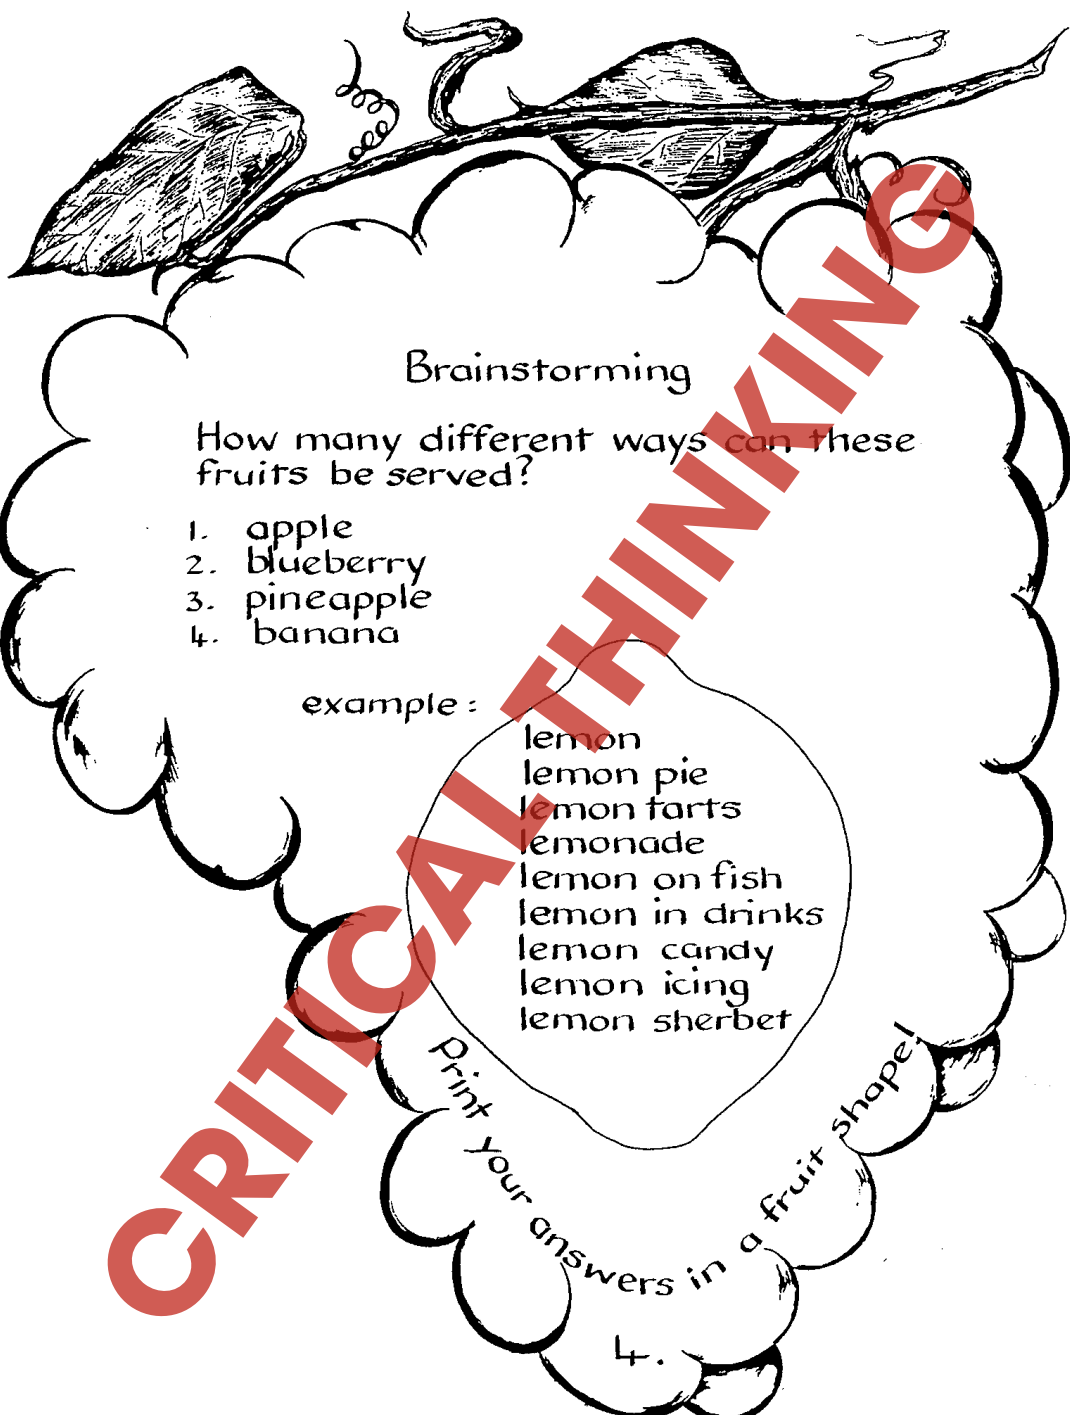 Brainstorming
How many different ways can these
fruits be served?
1. apple
2. blueberry
3. pineapple
4. banana
example:
lemon
lemon pie
lemon tarts
lemonade
lemon on fish
lemon in drinks
lemon candy
lemon icing
lemon sherbet
Print your answers in a fruit shape!
4.
CRITICAL THINKING